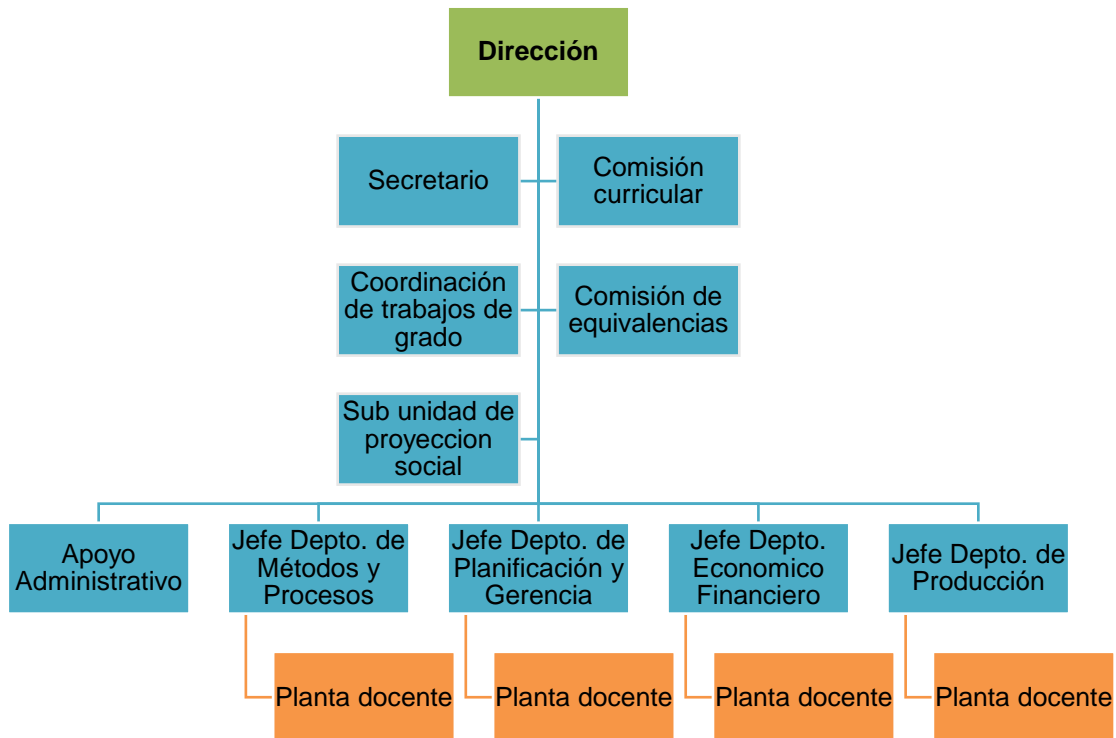 Dirección
Secretario
Comisión
curricular
Coordinación
de trabajos de
grado
Comisión de
equivalencias
Sub unidad de
proyeccion
social
Apoyo
Administrativo
Jefe Depto. de
Métodos y
Procesos
Jefe Depto. de
Planificación y
Gerencia
Jefe Depto.
Economico
Financiero
Jefe Depto. de
Producción
Planta docente
Planta docente
Planta docente
Planta docente